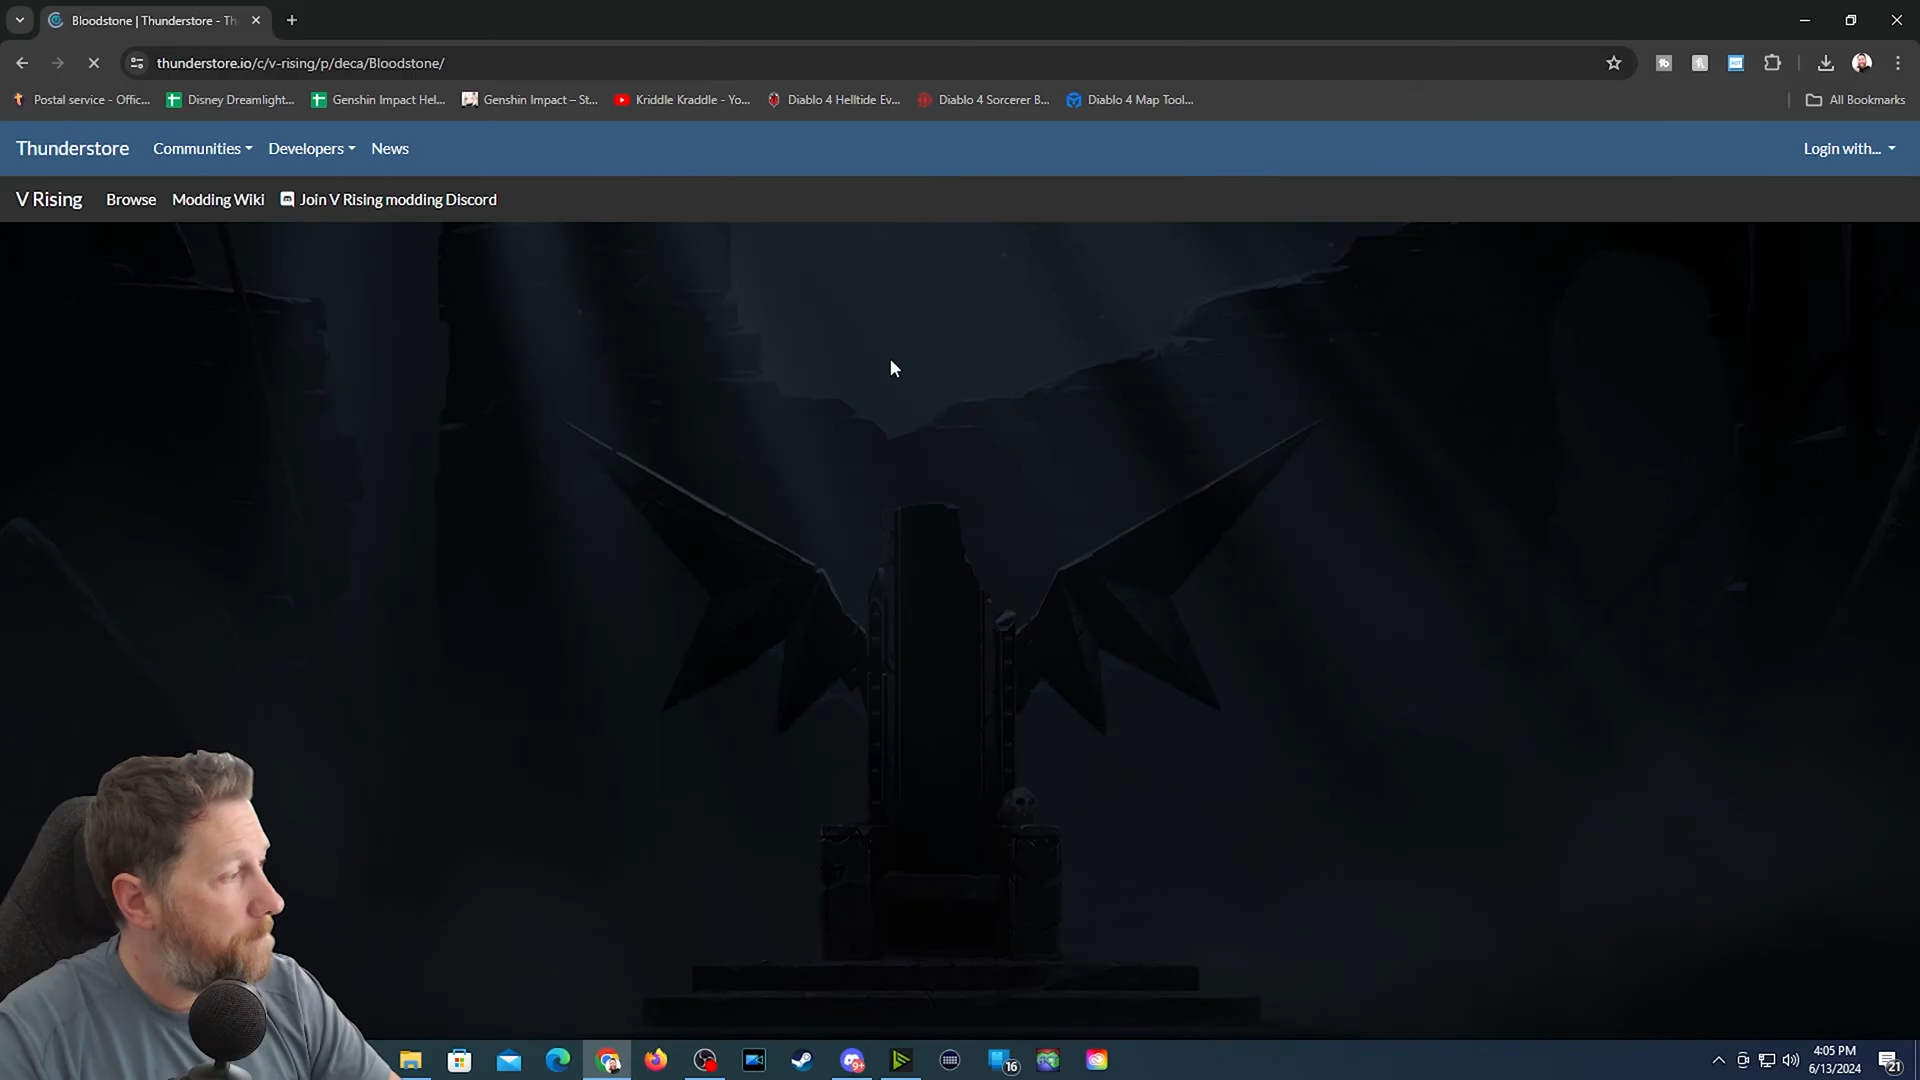 Bloodstone | Thunderstore - Th
thunderstore.io/c/v-rising/p/deca/Bloodstone/
Postal service - Offic...
Disney Dreamlight...
Genshin Impact Hel...
Genshin Impact – St...
Kriddle Kraddle - Yo...
Diablo 4 Helltide Ev...
Diablo 4 Sorcerer B...
Diablo 4 Map Tool...
All Bookmarks
Thunderstore
Communities
Developers
News
Login with...
V Rising
Browse
Modding Wiki
Join V Rising modding Discord
9+
16
4:05 PM
6/13/2024
21